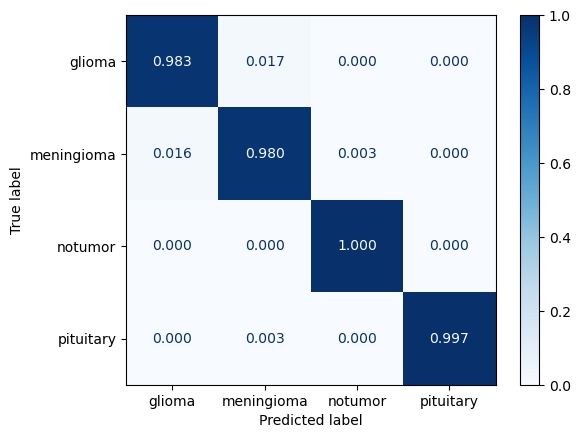 glioma 0.983 0.017 0.000 0.000
meningioma 0.016 0.980 0.003 0.000
notumor 0.000 0.000 1.000 0.000
pituitary 0.000 0.003 0.000 0.997
glioma meningioma notumor pituitary
Predicted label
True label
1.0
0.8
0.6
0.4
0.2
0.0